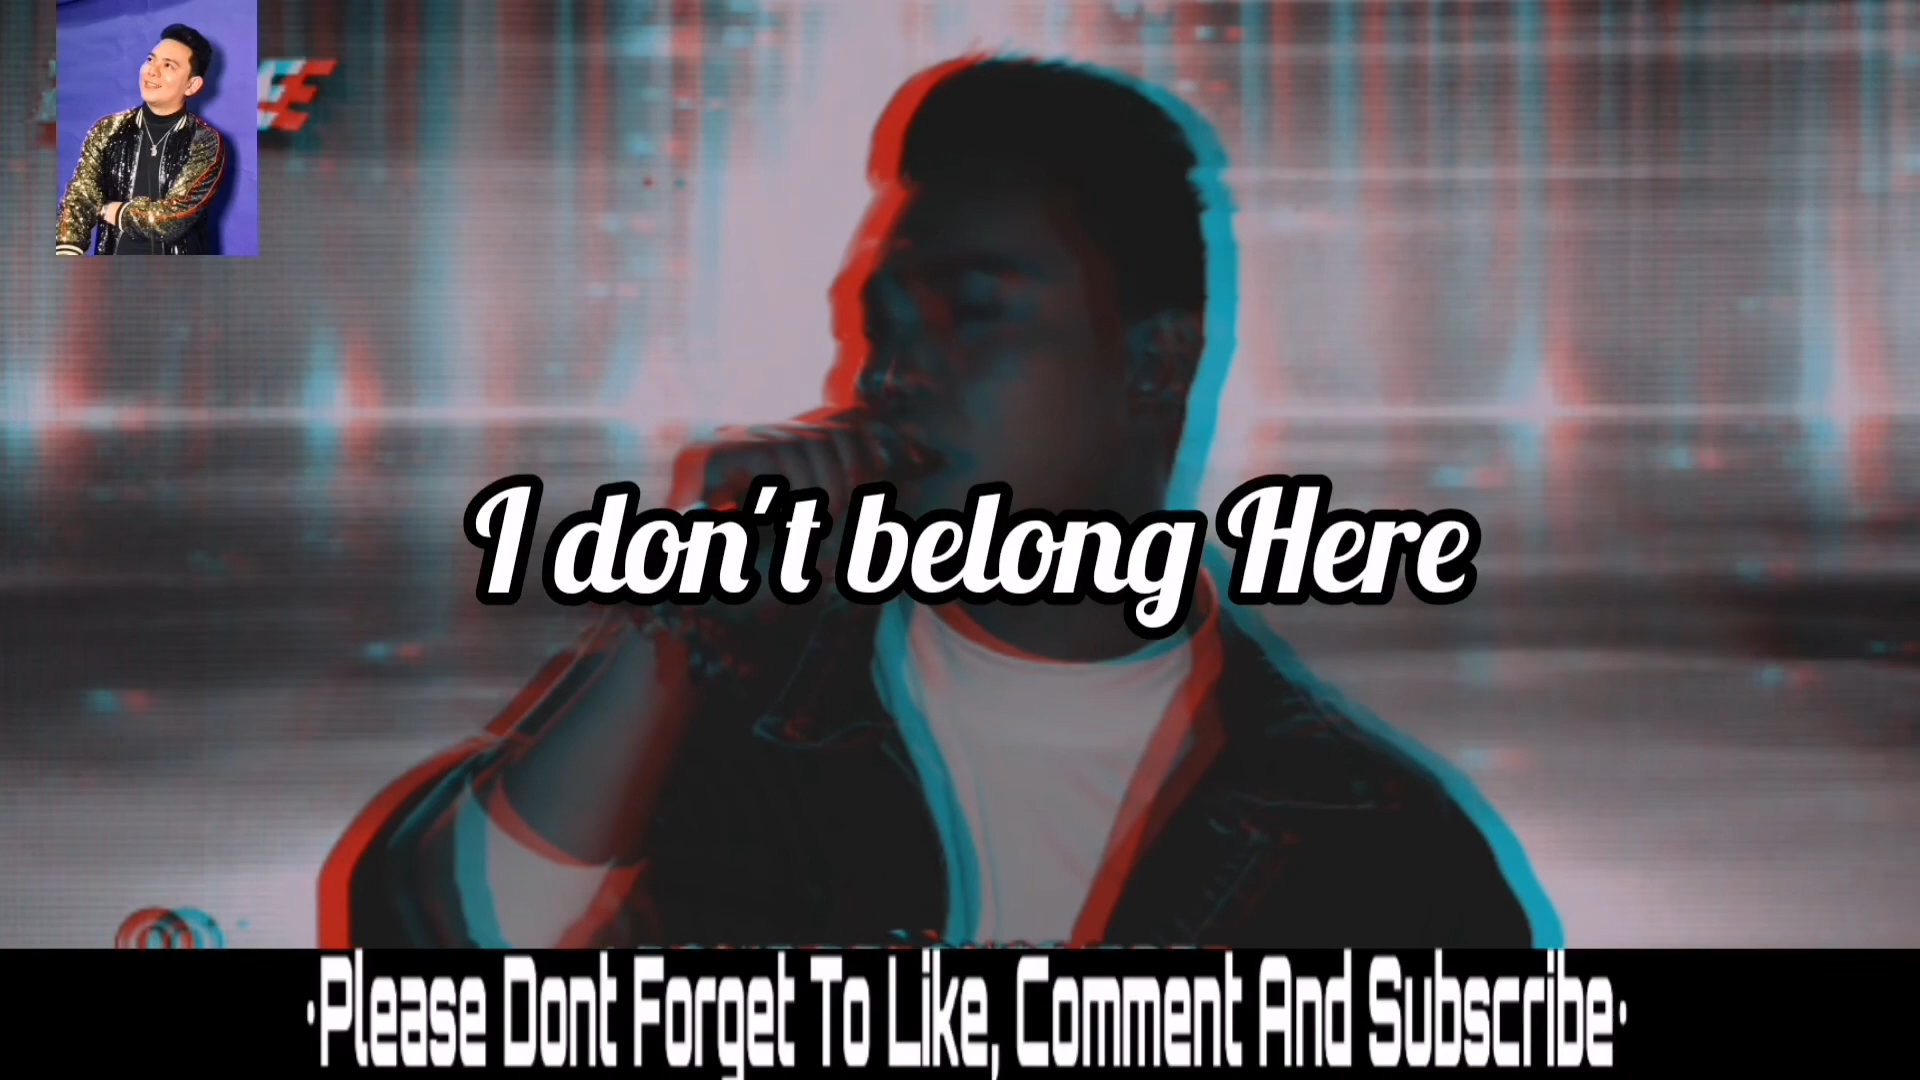 I don't belong Here
•Please Dont Forget To Like, Comment And Subscribe•